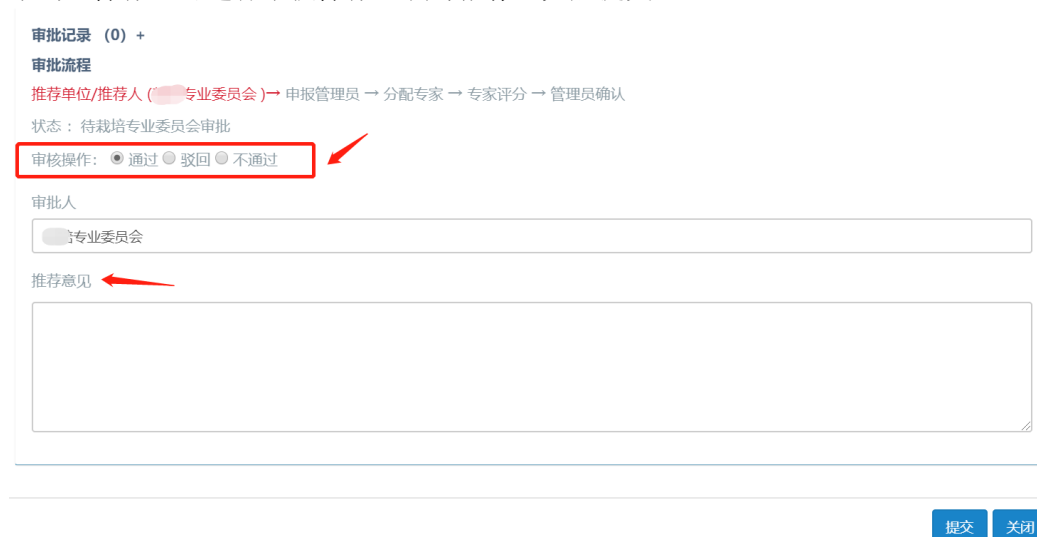 审批记录 （0）+
审批流程
推荐单位/推荐人 ( 专业委员会 )→ 申报管理员 → 分配专家 → 专家评分 → 管理员确认
状态： 待栽培专业委员会审批
审核操作: 通过 驳回 不通过
审批人
专业委员会
推荐意见
提交 关闭